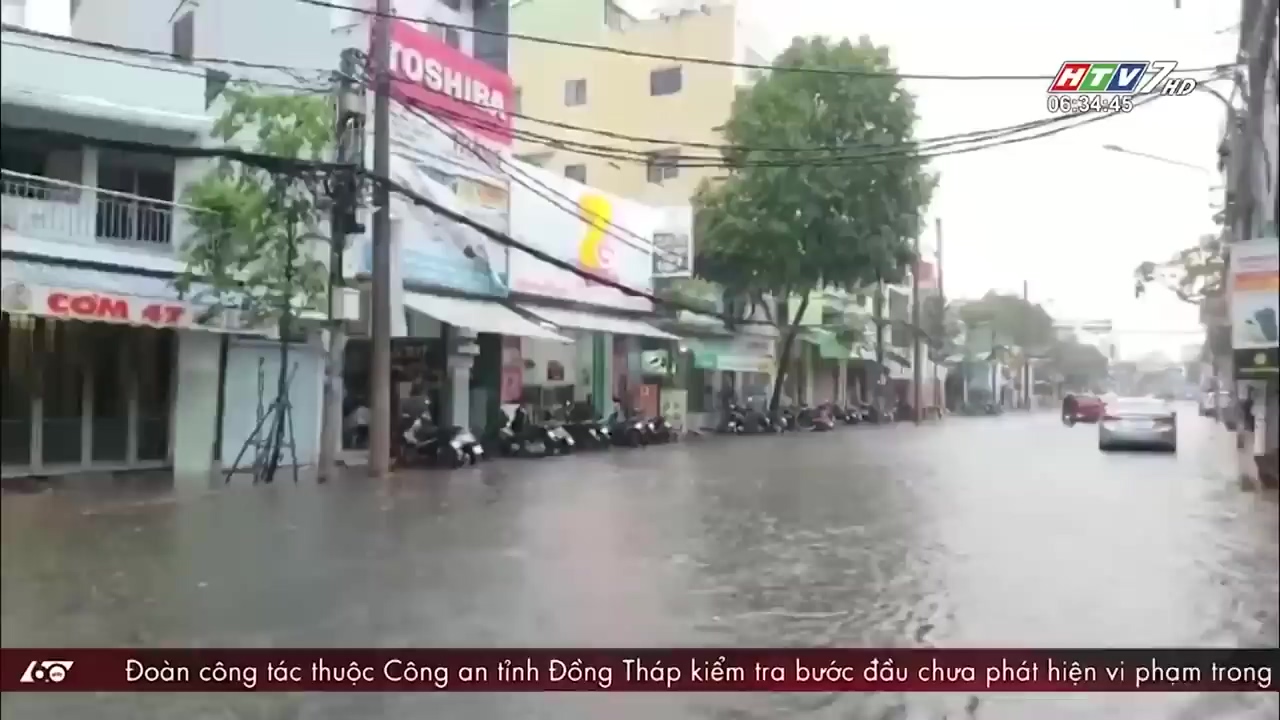 HTV7 HD
06:34:45
TOSHIBA
CƠM 47
60
Đoàn công tác thuộc Công an tỉnh Đồng Tháp kiểm tra bước đầu chưa phát hiện vi phạm trong